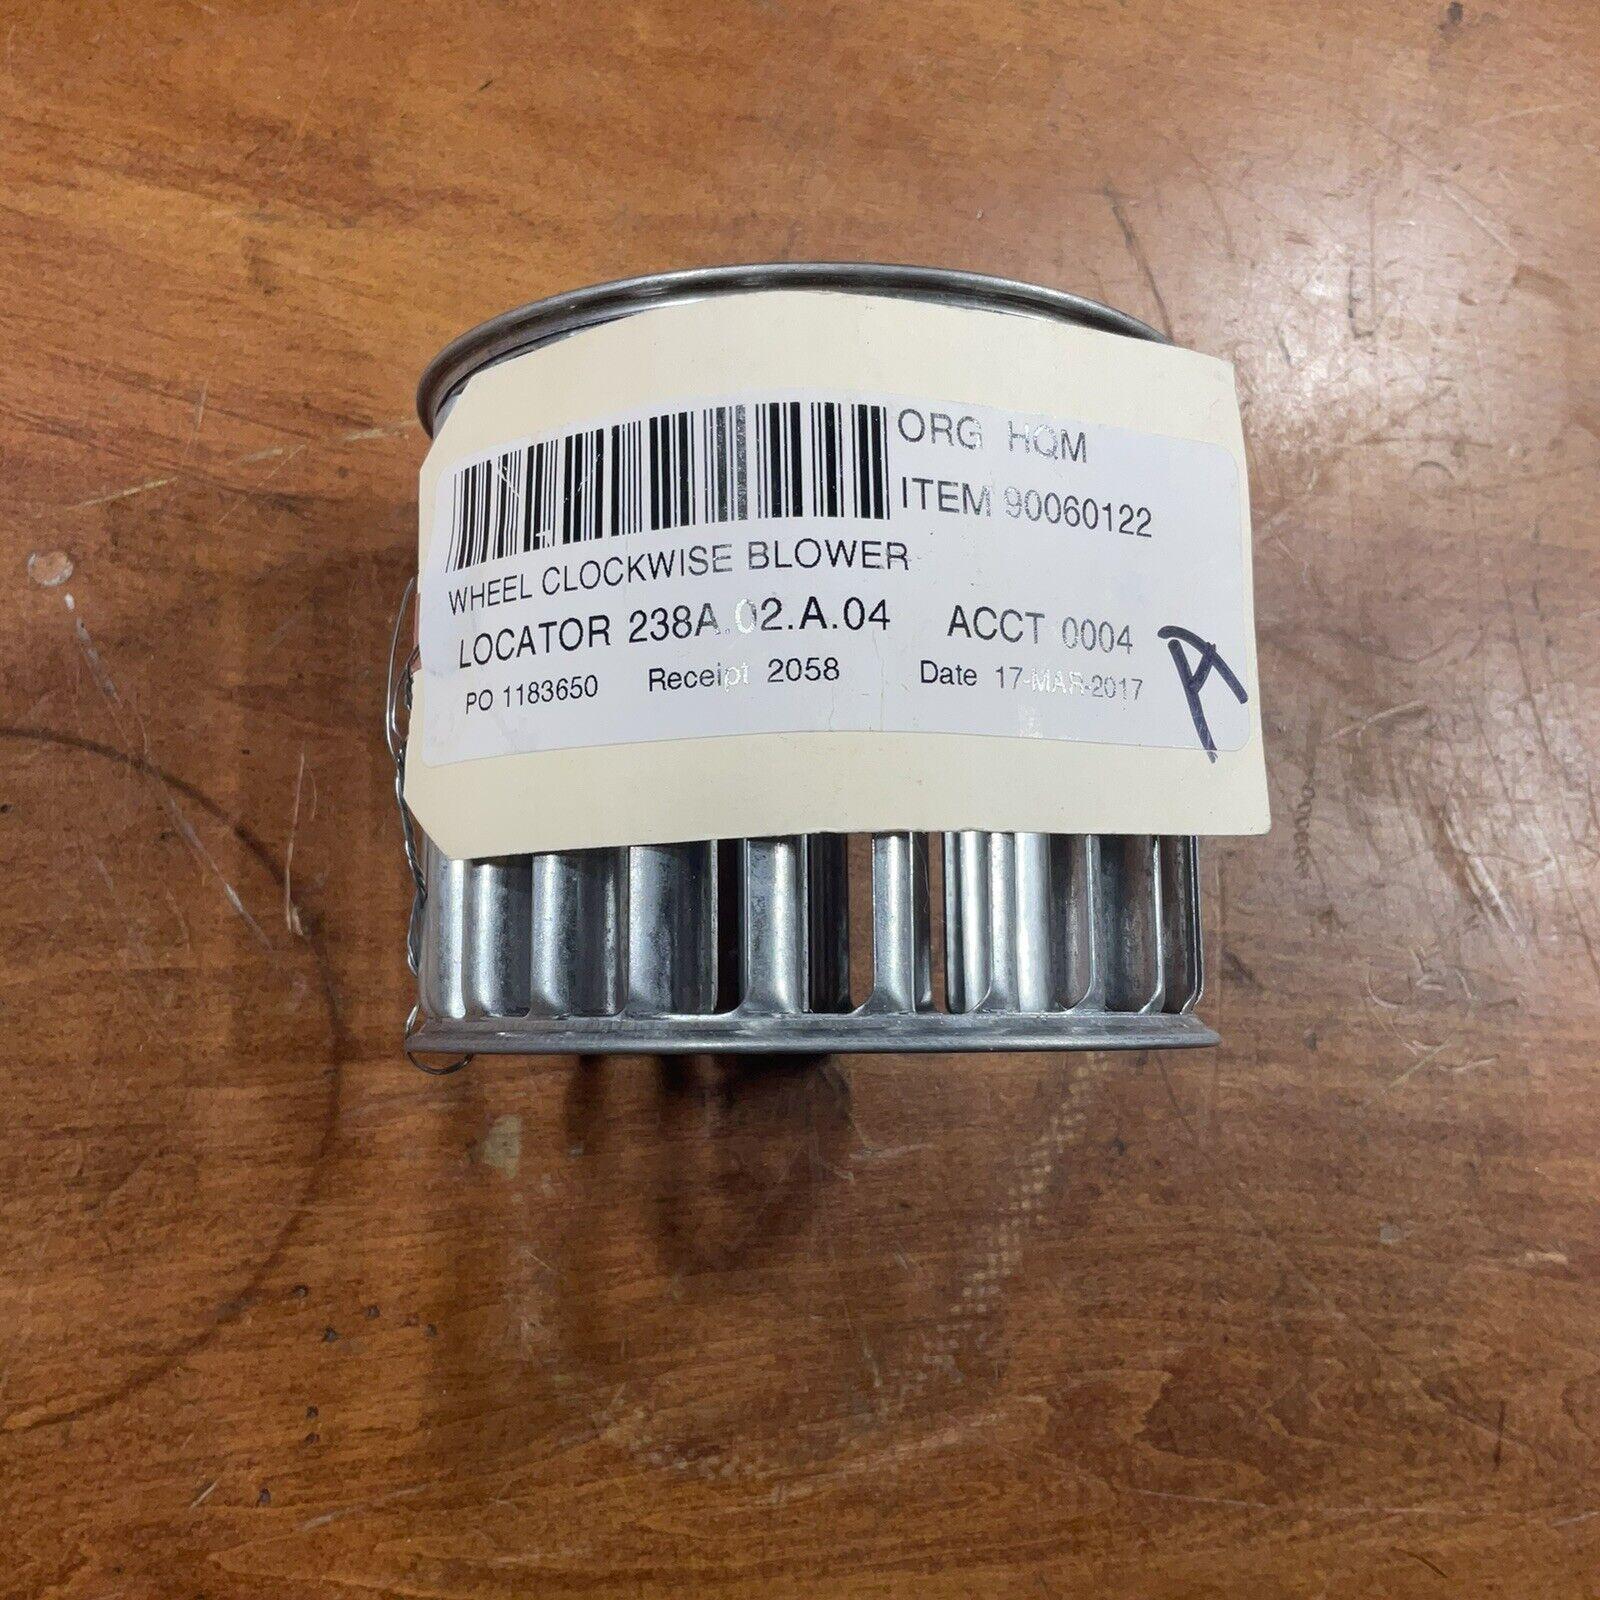 ORG HQM
ITEM 90060122
WHEEL CLOCKWISE BLOWER
LOCATOR 238A.02.A.04 ACCT 0004
PO 1183650 Receipt 2058 Date 17-MAR-2017
A